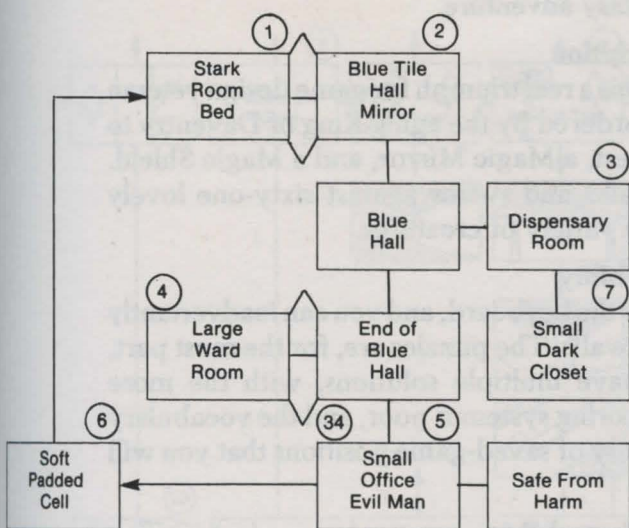 1
2
Stark
Room
Bed
Blue Tile
Hall
Mirror
3
Blue
Hall
Dispensary
Room
4
7
Large
Ward
Room
End of
Blue
Hall
Small
Dark
Closet
6
34
5
Soft
Padded
Cell
Small
Office
Evil Man
Safe From
Harm